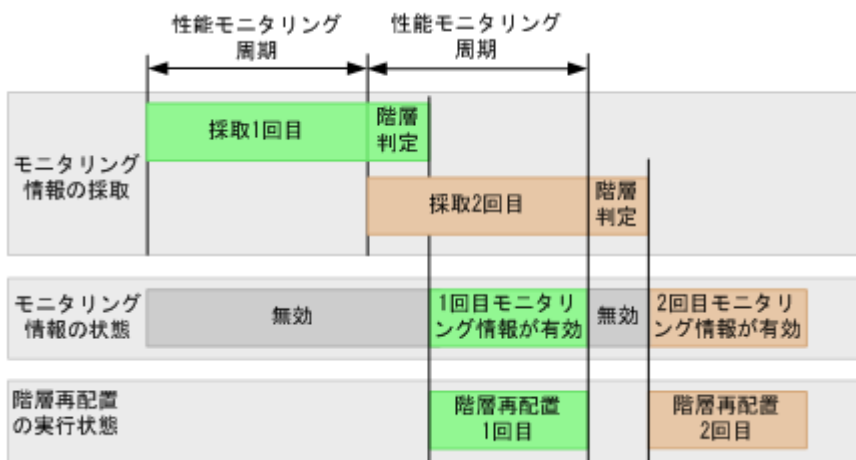 性能モニタリング
周期
性能モニタリング
周期
モニタリング
情報の採取
採取1回目
階層
判定
採取2回目
階層
判定
モニタリング
情報の状態
無効
1回目モニタリ
ング情報が有効
無効
2回目モニタリ
ング情報が有効
階層再配置
の実行状態
階層再配置
1回目
階層再配置
2回目